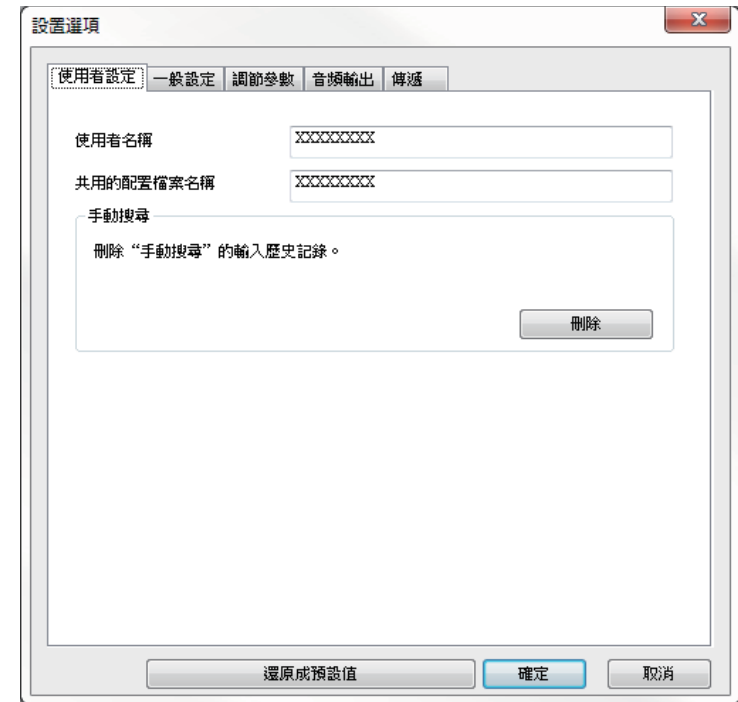 設置選項
使用者設定 一般設定 調節參數 音頻輸出 傳遞
使用者名稱 XXXXXXXXX
共用的配置檔案名稱 XXXXXXXXX
手動搜尋
刪除“手動搜尋”的輸入歷史記錄。
刪除
還原成預設值 確定 取消